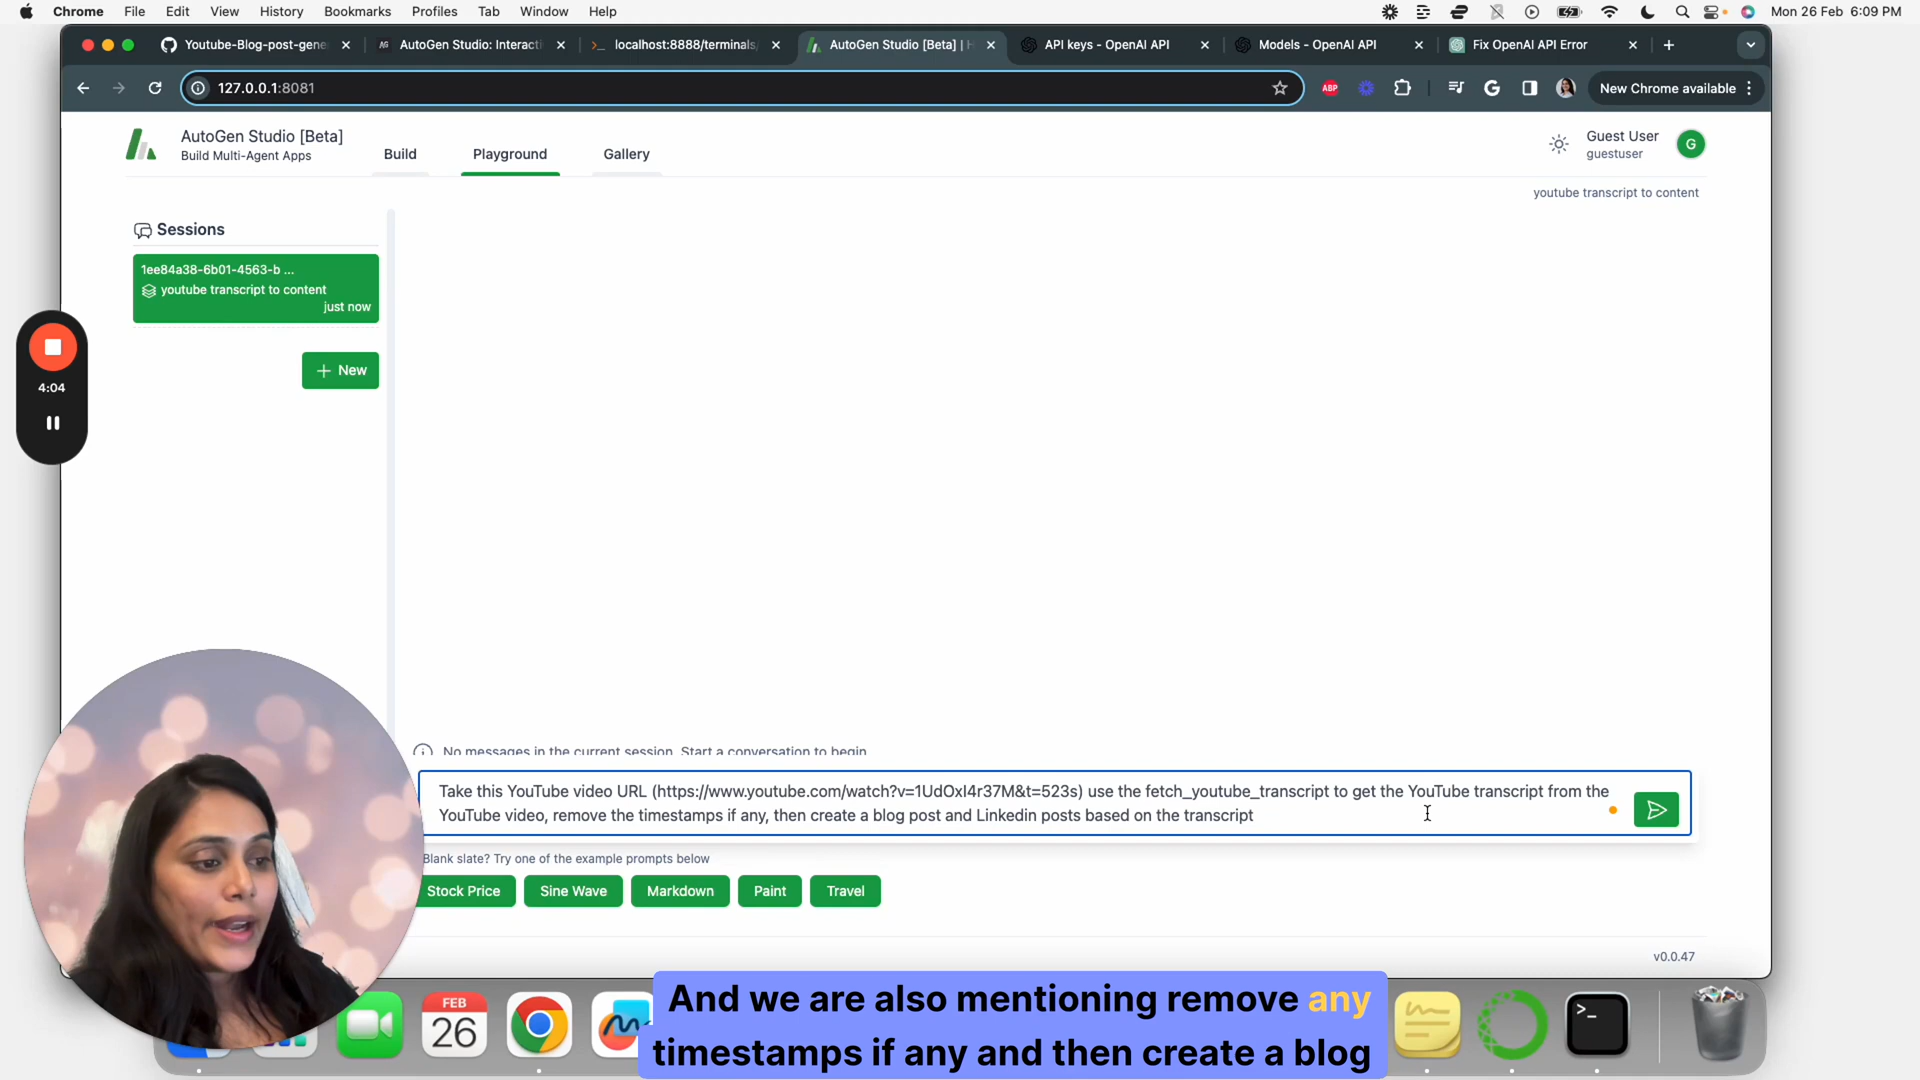 Chrome File Edit View History Bookmarks Profiles Tab Window Help Mon 26 Feb 6:09 PM
Youtube-Blog-post-gene AutoGen Studio: Interacti localhost:8888/terminals/ AutoGen Studio [Beta] | H API keys - OpenAI API Models - OpenAI API Fix OpenAI API Error
127.0.0.1:8081 ABP New Chrome available
AutoGen Studio [Beta]
Build Multi-Agent Apps
Build Playground Gallery
Guest User
guestuser
G
youtube transcript to content
Sessions
1ee84a38-6b01-4563-b ...
youtube transcript to content
just now
New
4:04
No messages in the current session. Start a conversation to begin.
Take this YouTube video URL (https://www.youtube.com/watch?v=1UdOxI4r37M&t=523s) use the fetch_youtube_transcript to get the YouTube transcript from the
YouTube video, remove the timestamps if any, then create a blog post and Linkedin posts based on the transcript
Blank slate? Try one of the example prompts below
Stock Price Sine Wave Markdown Paint Travel
v0.0.47
FEB
26
And we are also mentioning remove any
timestamps if any and then create a blog